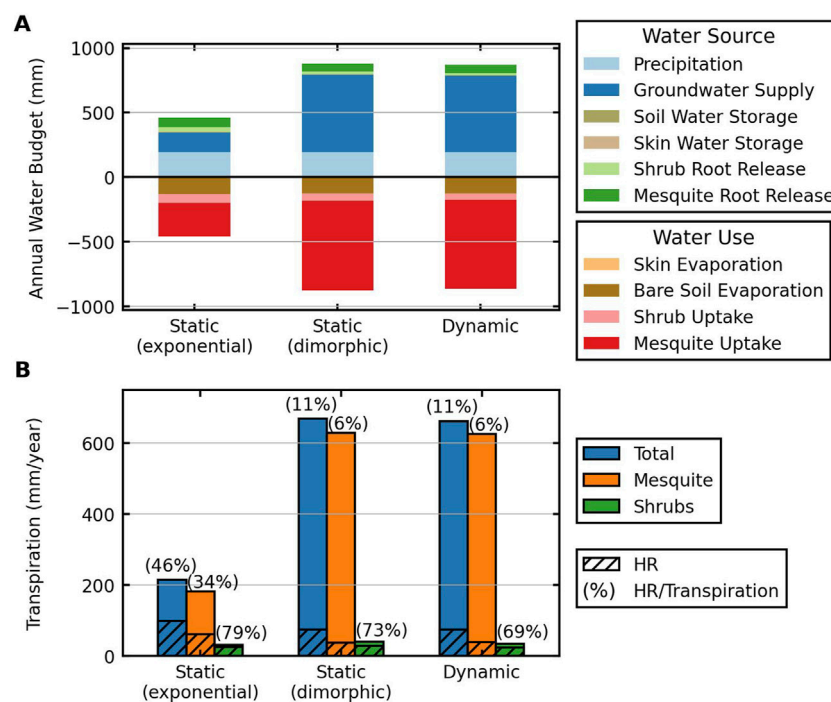 A
Annual Water Budget (mm)
1000
500
0
−500
−1000
Static
(exponential)
Static
(dimorphic)
Dynamic
Water Source
Precipitation
Groundwater Supply
Soil Water Storage
Skin Water Storage
Shrub Root Release
Mesquite Root Release
Water Use
Skin Evaporation
Bare Soil Evaporation
Shrub Uptake
Mesquite Uptake
B
Transpiration (mm/year)
600
400
200
0
(46%)
(34%)
(79%)
(11%)
(6%)
(73%)
(11%)
(6%)
(69%)
Static
(exponential)
Static
(dimorphic)
Dynamic
Total
Mesquite
Shrubs
HR
(%) HR/Transpiration